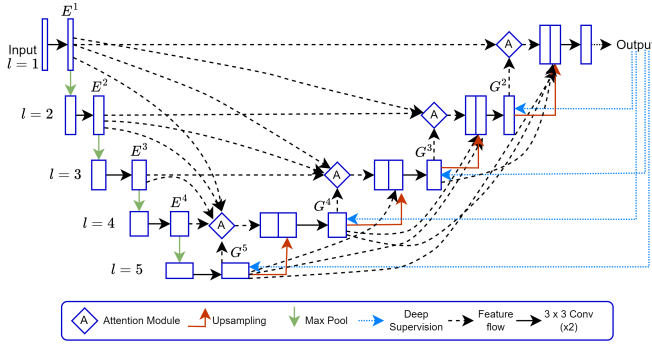 E¹
Input
l = 1
A
Output
E²
l = 2
G²
A
E³
l = 3
G³
A
E⁴
l = 4
G⁴
A
l = 5
G⁵
A Attention Module
Upsampling
Max Pool
Deep
Supervision
Feature
flow
3 x 3 Conv
(x2)